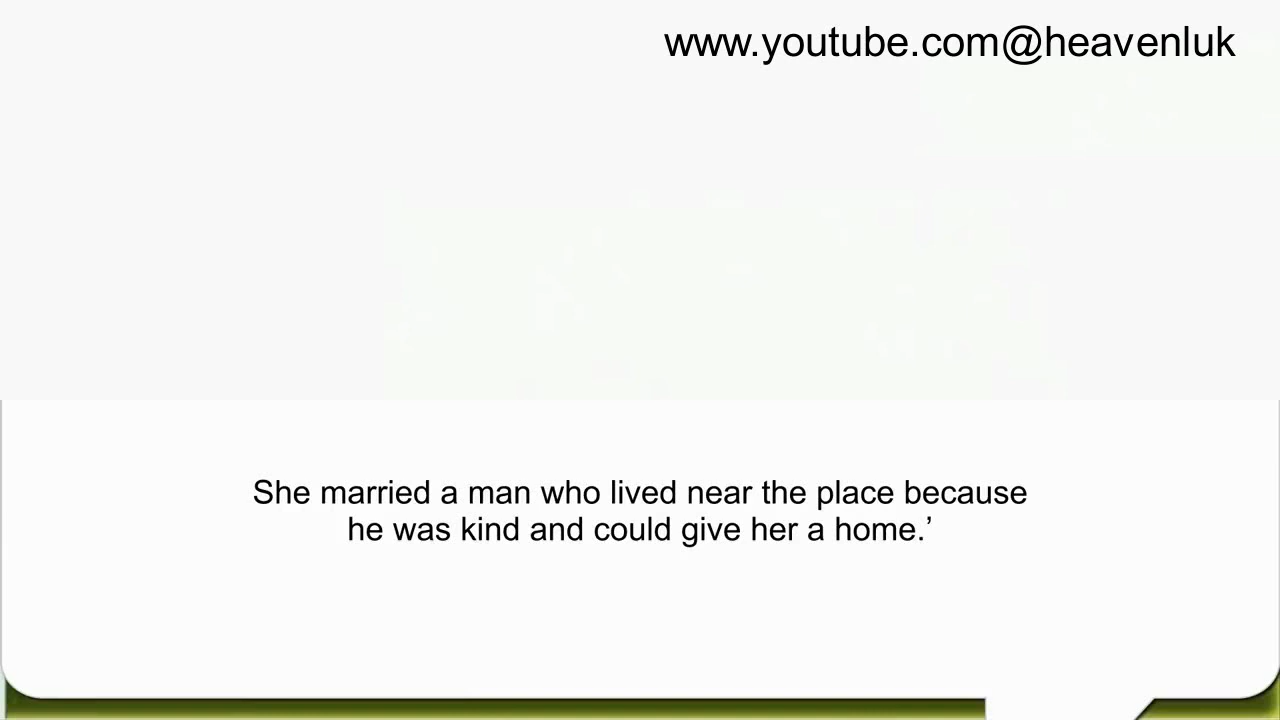 www.youtube.com@heavenluk
She married a man who lived near the place because
he was kind and could give her a home.’